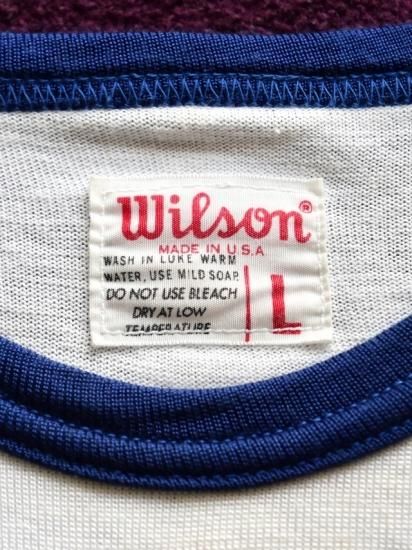 Wilson®
MADE IN U.S.A
WASH IN LUKE WARM
WATER, USE MILD SOAP,
DO NOT USE BLEACH
DRY AT LOW
TEMPERATURE
L